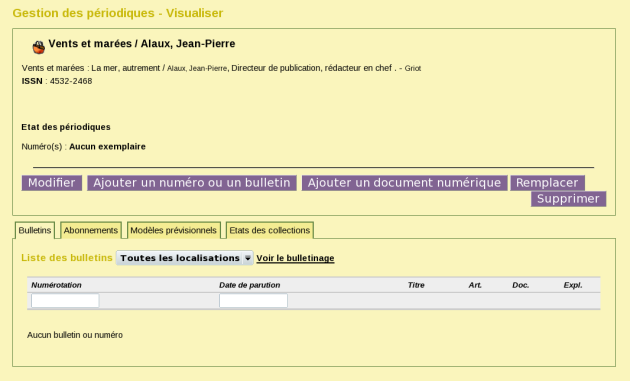 Gestion des périodiques - Visualiser
Vents et marées / Alaux, Jean-Pierre
Vents et marées : La mer, autrement / Alaux, Jean-Pierre, Directeur de publication, rédacteur en chef . - Griot
ISSN : 4532-2468
Etat des périodiques
Numéro(s) : Aucun exemplaire
Modifier Ajouter un numéro ou un bulletin Ajouter un document numérique Remplacer
Supprimer
Bulletins Abonnements Modèles prévisionnels Etats des collections
Liste des bulletins Toutes les localisations Voir le bulletinage
Numérotation Date de parution Titre Art. Doc. Expl.
Aucun bulletin ou numéro